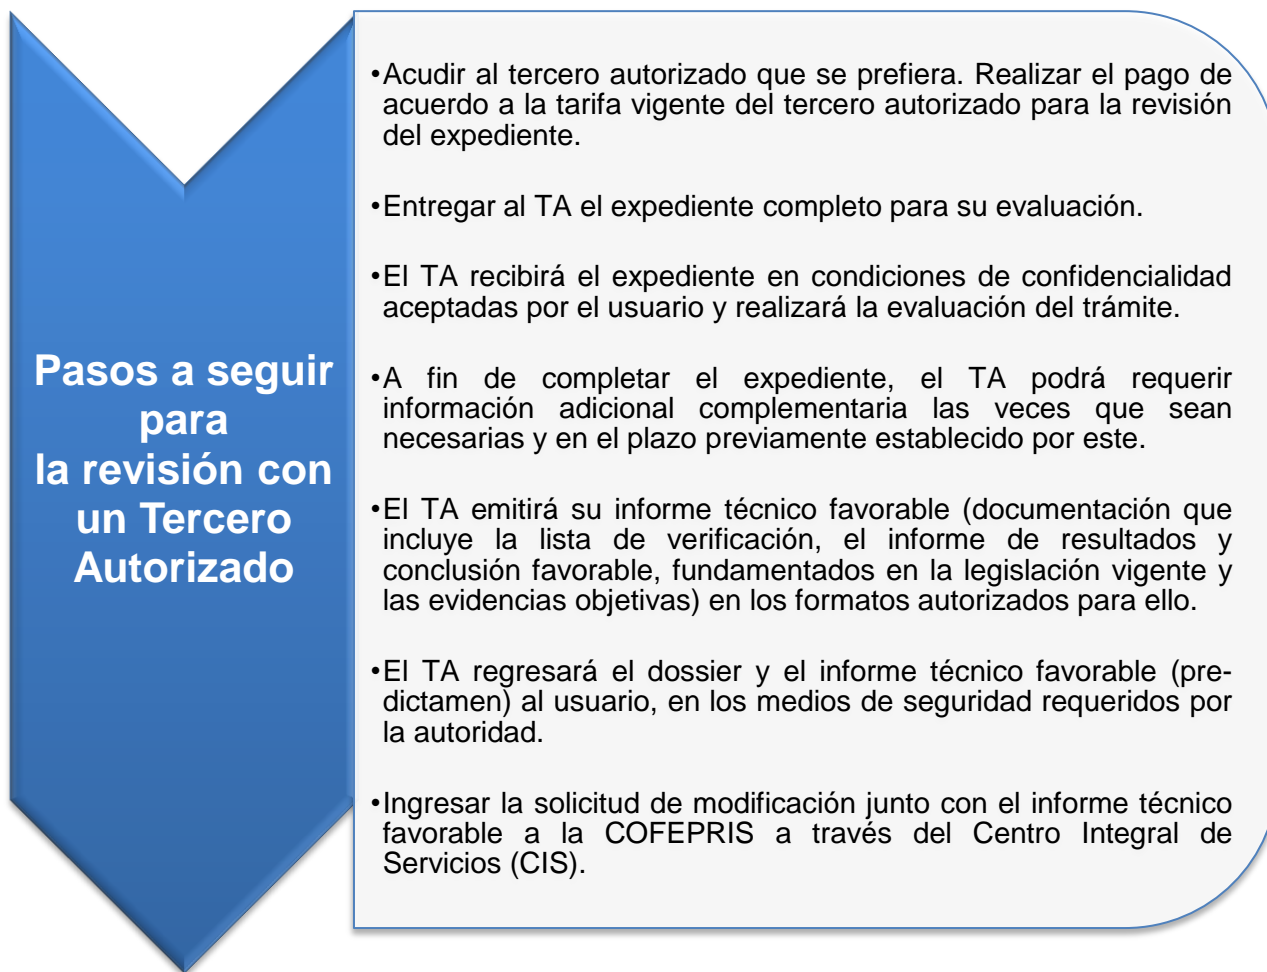 Pasos a seguir
para
la revisión con
un Tercero
Autorizado
•Acudir al tercero autorizado que se prefiera. Realizar el pago de
acuerdo a la tarifa vigente del tercero autorizado para la revisión
del expediente.
•Entregar al TA el expediente completo para su evaluación.
•El TA recibirá el expediente en condiciones de confidencialidad
aceptadas por el usuario y realizará la evaluación del trámite.
•A fin de completar el expediente, el TA podrá requerir
información adicional complementaria las veces que sean
necesarias y en el plazo previamente establecido por este.
•El TA emitirá su informe técnico favorable (documentación que
incluye la lista de verificación, el informe de resultados y
conclusión favorable, fundamentados en la legislación vigente y
las evidencias objetivas) en los formatos autorizados para ello.
•El TA regresará el dossier y el informe técnico favorable (pre-
dictamen) al usuario, en los medios de seguridad requeridos por
la autoridad.
•Ingresar la solicitud de modificación junto con el informe técnico
favorable a la COFEPRIS a través del Centro Integral de
Servicios (CIS).